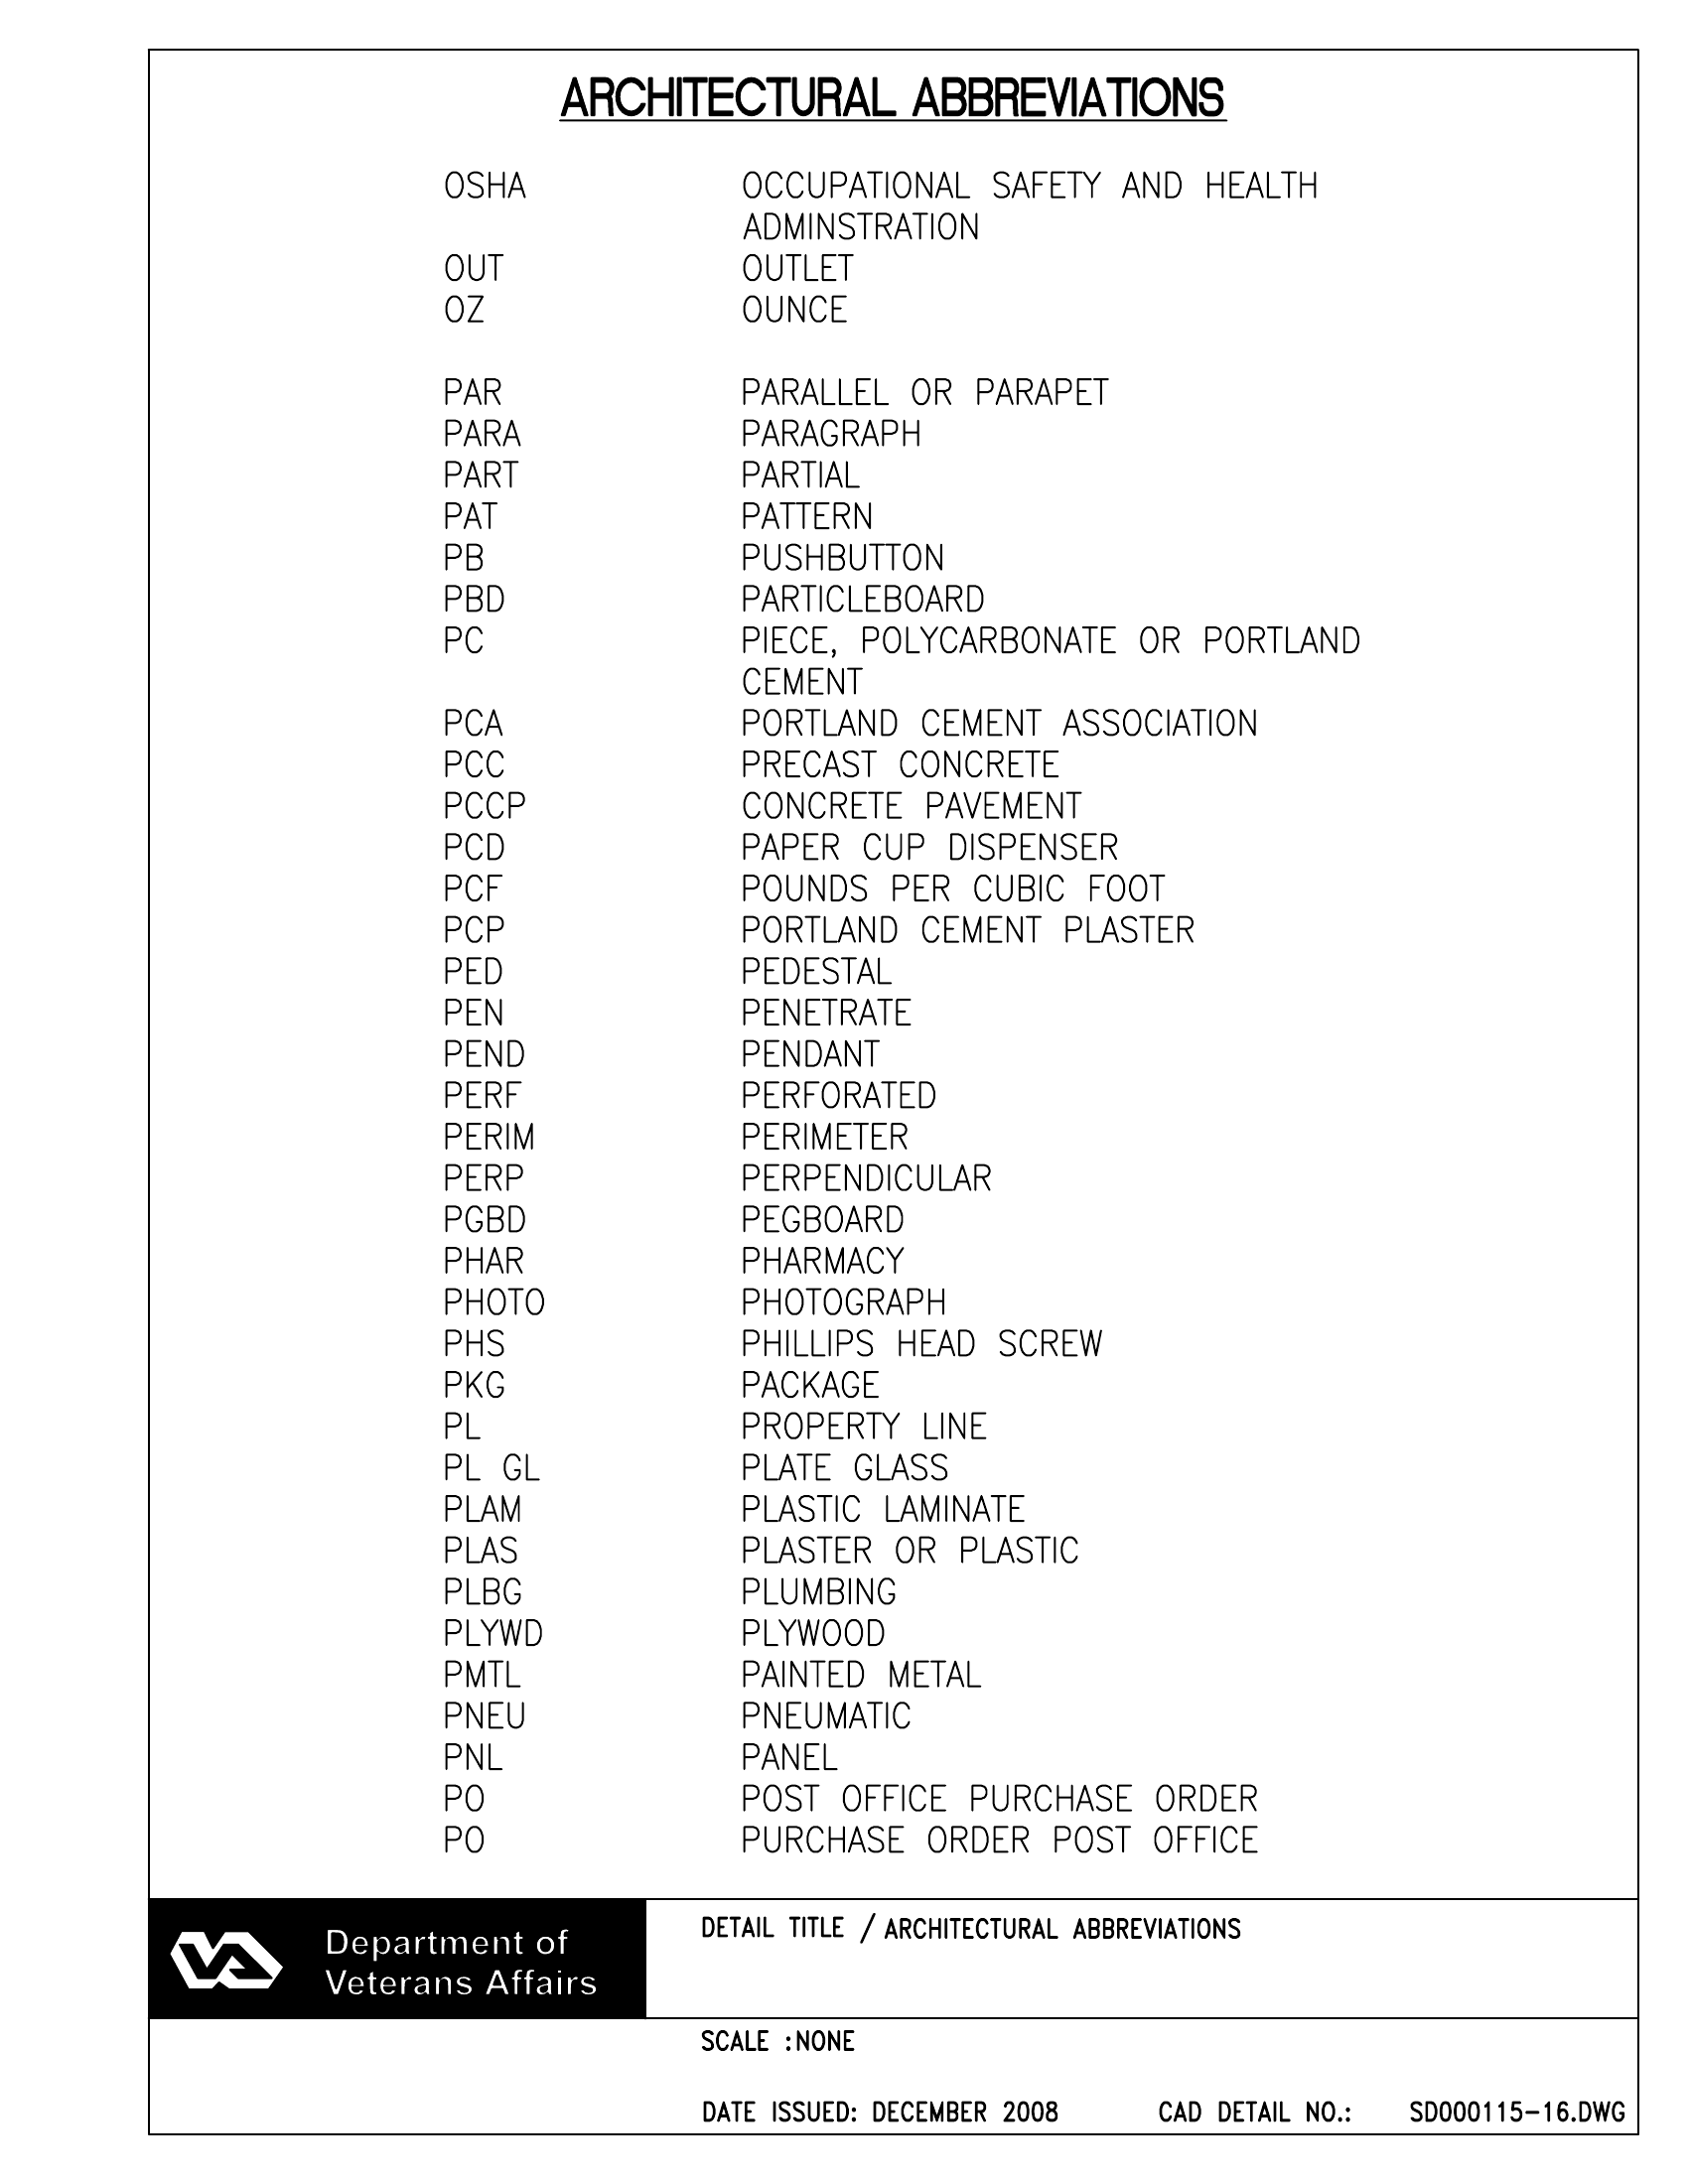 ARCHITECTURAL ABBREVIATIONS
OSHA OCCUPATIONAL SAFETY AND HEALTH
ADMINSTRATION
OUT OUTLET
OZ OUNCE
PAR PARALLEL OR PARAPET
PARA PARAGRAPH
PART PARTIAL
PAT PATTERN
PB PUSHBUTTON
PBD PARTICLEBOARD
PC PIECE, POLYCARBONATE OR PORTLAND
CEMENT
PCA PORTLAND CEMENT ASSOCIATION
PCC PRECAST CONCRETE
PCCP CONCRETE PAVEMENT
PCD PAPER CUP DISPENSER
PCF POUNDS PER CUBIC FOOT
PCP PORTLAND CEMENT PLASTER
PED PEDESTAL
PEN PENETRATE
PEND PENDANT
PERF PERFORATED
PERIM PERIMETER
PERP PERPENDICULAR
PGBD PEGBOARD
PHAR PHARMACY
PHOTO PHOTOGRAPH
PHS PHILLIPS HEAD SCREW
PKG PACKAGE
PL PROPERTY LINE
PL GL PLATE GLASS
PLAM PLASTIC LAMINATE
PLAS PLASTER OR PLASTIC
PLBG PLUMBING
PLYWD PLYWOOD
PMTL PAINTED METAL
PNEU PNEUMATIC
PNL PANEL
PO POST OFFICE PURCHASE ORDER
PO PURCHASE ORDER POST OFFICE
VA Department of
Veterans Affairs
DETAIL TITLE / ARCHITECTURAL ABBREVIATIONS
SCALE :NONE
DATE ISSUED: DECEMBER 2008 CAD DETAIL NO.: SD000115-16.DWG